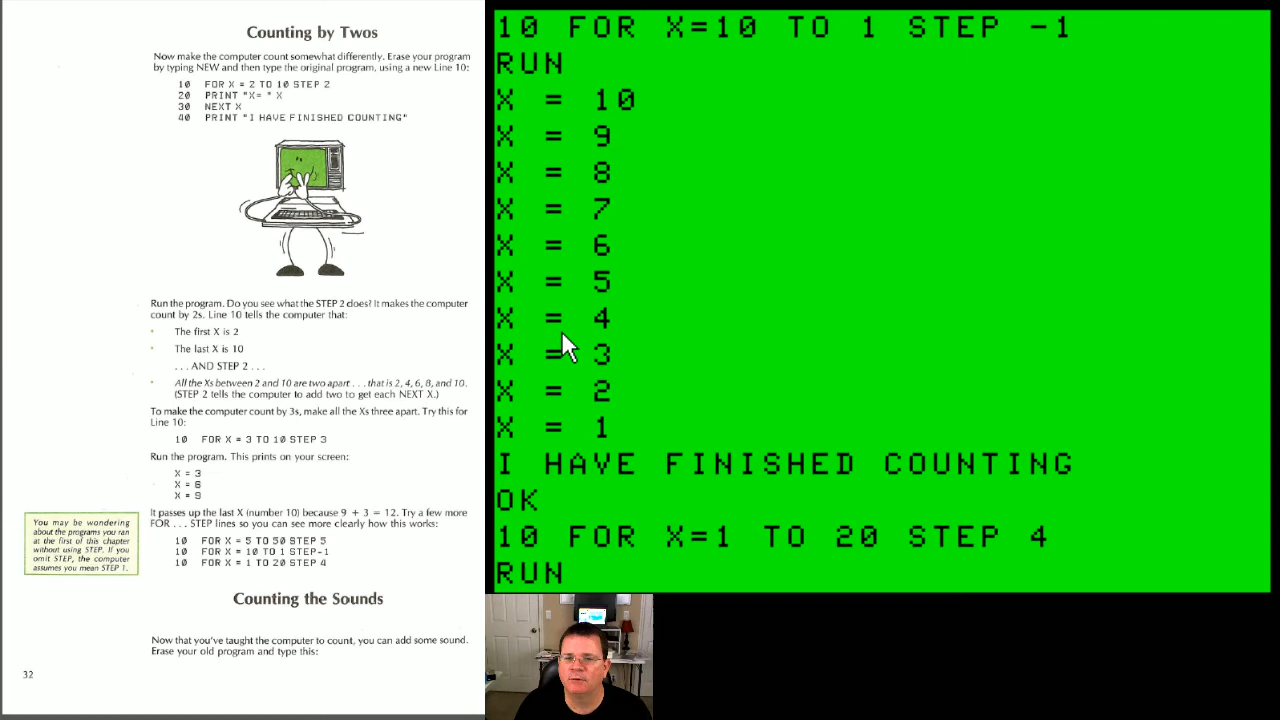 Counting by Twos
Now make the computer count somewhat differently. Erase your program
by typing NEW and then type the original program, using a new Line 10:
10 FOR X = 2 TO 10 STEP 2
20 PRINT "X= " X
30 NEXT X
40 PRINT "I HAVE FINISHED COUNTING"
Run the program. Do you see what the STEP 2 does? It makes the computer
count by 2s. Line 10 tells the computer that:
• The first X is 2
• The last X is 10
. . . AND STEP 2 . . .
• All the Xs between 2 and 10 are two apart . . . that is 2, 4, 6, 8, and 10.
(STEP 2 tells the computer to add two to get each NEXT X.)
To make the computer count by 3s, make all the Xs three apart. Try this for
Line 10:
10 FOR X = 3 TO 10 STEP 3
Run the program. This prints on your screen:
X = 3
X = 6
X = 9
It passes up the last X (number 10) because 9 + 3 = 12. Try a few more
FOR . . . STEP lines so you can see more clearly how this works:
10 FOR X = 5 TO 50 STEP 5
10 FOR X = 10 TO 1 STEP-1
10 FOR X = 1 TO 20 STEP 4
You may be wondering
about the programs you ran
at the first of this chapter
without using STEP. If you
omit STEP, the computer
assumes you mean STEP 1.
Counting the Sounds
Now that you've taught the computer to count, you can add some sound.
Erase your old program and type this:
32
10 FOR X=10 TO 1 STEP -1
RUN
X = 10
X = 9
X = 8
X = 7
X = 6
X = 5
X = 4
X = 3
X = 2
X = 1
I HAVE FINISHED COUNTING
OK
10 FOR X=1 TO 20 STEP 4
RUN